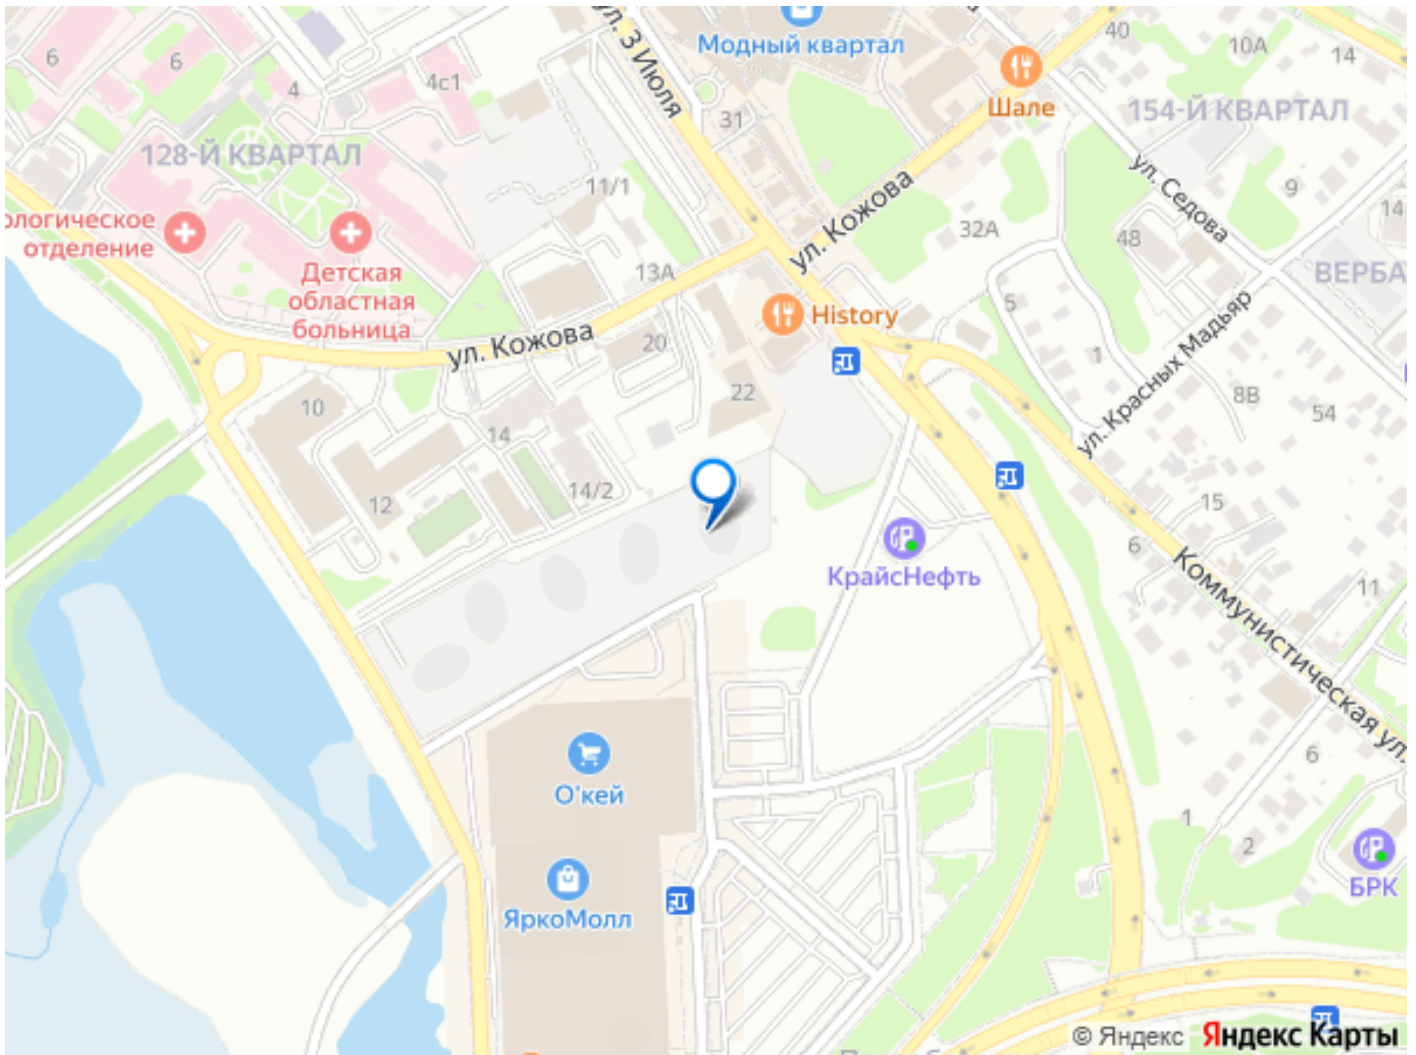 Модный квартал
40
10А
14
6
6
4с1
4
ул. 3 Июля
Шале
154-Й КВАРТАЛ
31
128-Й КВАРТАЛ
ул. Седова
9
11/1
14
ологическое
отделение
ул. Кожова
32А
48
Детская
областная
больница
13А
ВЕРБА
5
History
ул. Красных Мадьяр
ул. Кожова
20
1
22
8В
54
10
14
14/2
12
15
КрайсНефть
6
11
Коммунистическая ул.
О'кей
6
1
2
БРК
ЯркоМолл
© Яндекс Яндекс Карты